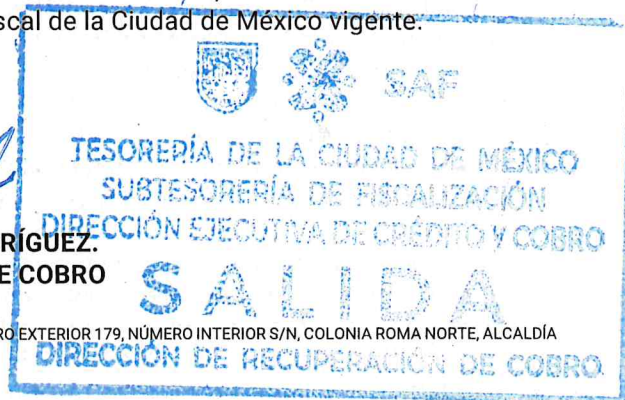 scal de la Ciudad de México vigente.
SAF
TESORERÍA DE LA CIUDAD DE MÉXICO
SUBTESORERÍA DE FISCALIZACIÓN
DIRECCIÓN EJECUTIVA DE CRÉDITO Y COBRO
RÍGUEZ.
E COBRO
SALIDA
RO EXTERIOR 179, NÚMERO INTERIOR S/N, COLONIA ROMA NORTE, ALCALDÍA
DIRECCIÓN DE RECUPERACIÓN DE COBRO.